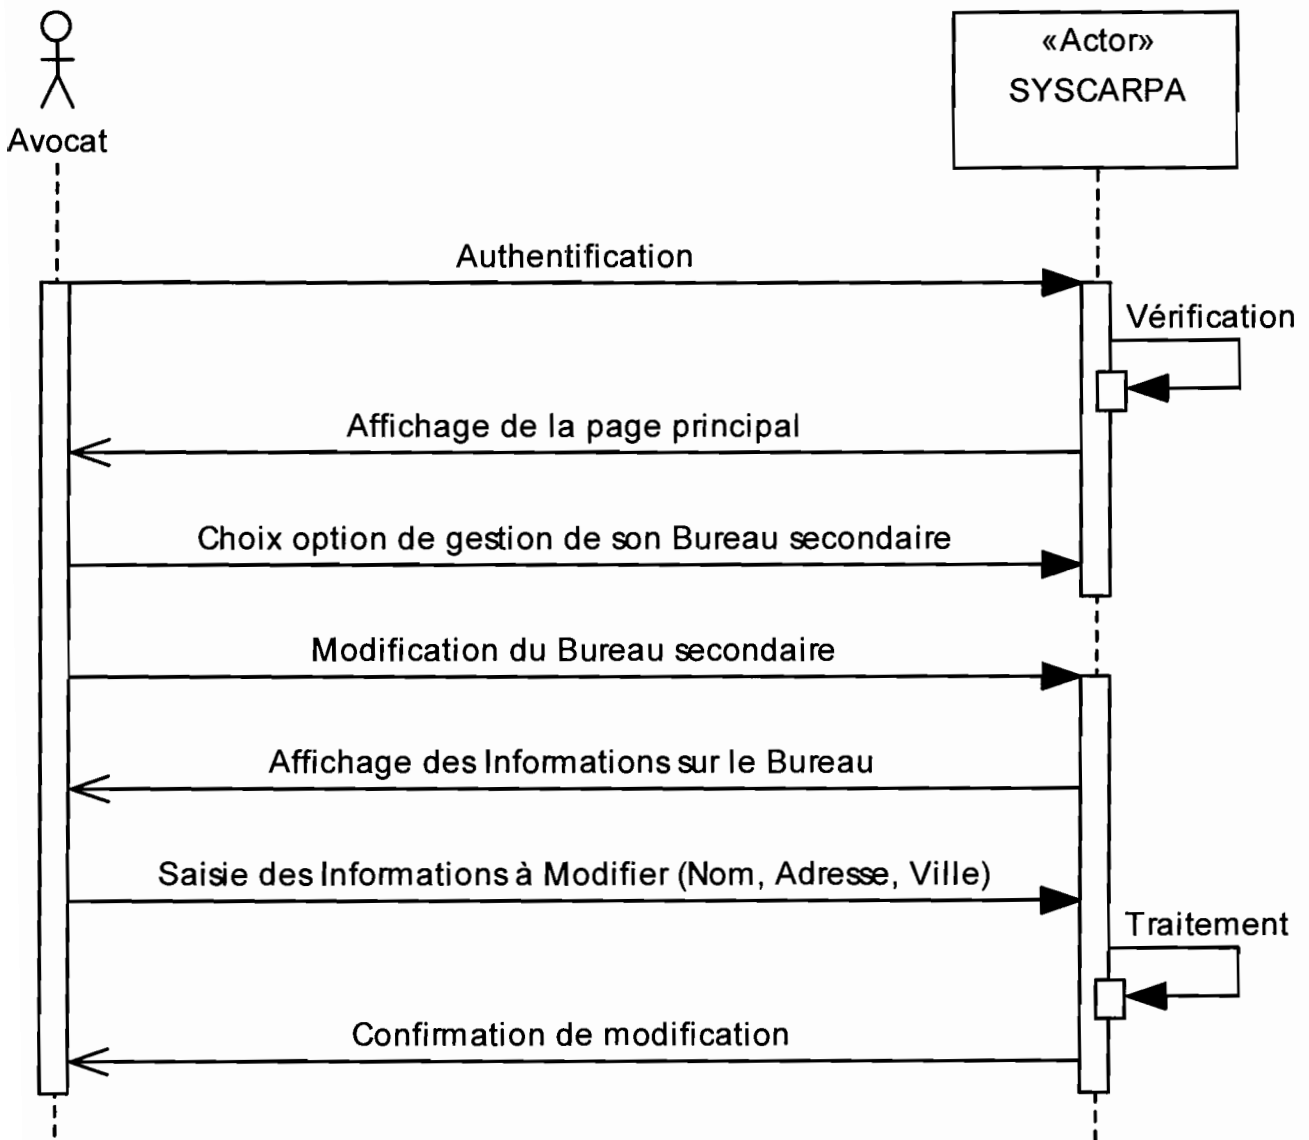 «Actor»
SYSCARPA
Avocat
Authentification
Vérification
Affichage de la page principal
Choix option de gestion de son Bureau secondaire
Modification du Bureau secondaire
Affichage des Informations sur le Bureau
Saisie des Informations à Modifier (Nom, Adresse, Ville)
Traitement
Confirmation de modification